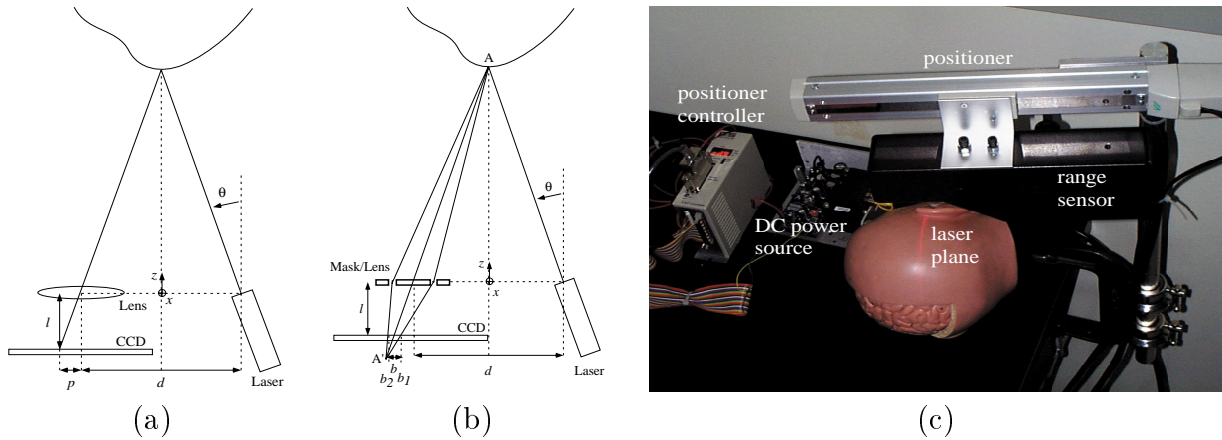 θ
z
x
Lens
l
CCD
p
d
Laser
(a)
A
θ
Mask/Lens
z
x
l
CCD
A'
b
b2
b1
d
Laser
(b)
positioner
positioner
controller
range
sensor
DC power
source
laser
plane
(c)